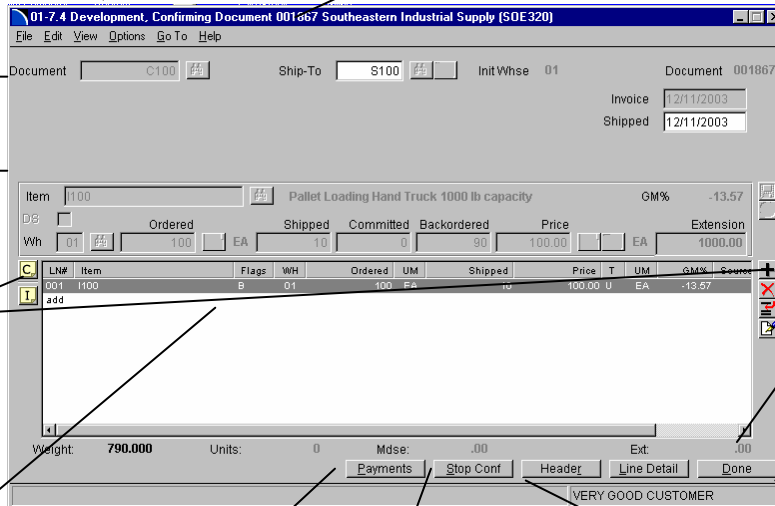 01-7.4 Development, Confirming Document 001867 Southeastern Industrial Supply (SOE320)
File Edit View Options Go To Help
Document C100 Ship-To S100 Init Whse 01 Document 001867
Invoice 12/11/2003
Shipped 12/11/2003
Item I100 Pallet Loading Hand Truck 1000 lb capacity GM% -13.57
DS Ordered Shipped Committed Backordered Price Extension
Wh 01 100 EA 10 0 90 100.00 EA 1000.00
C, LN# Item Flags WH Ordered UM Shipped Price T UM GM% Source
I, 001 I100 B 01 100 EA 10 100.00 U EA -13.57
add
Weight: 790.000 Units: 0 Mdse: .00 Ext: .00
Payments Stop Conf Header Line Detail Done
VERY GOOD CUSTOMER